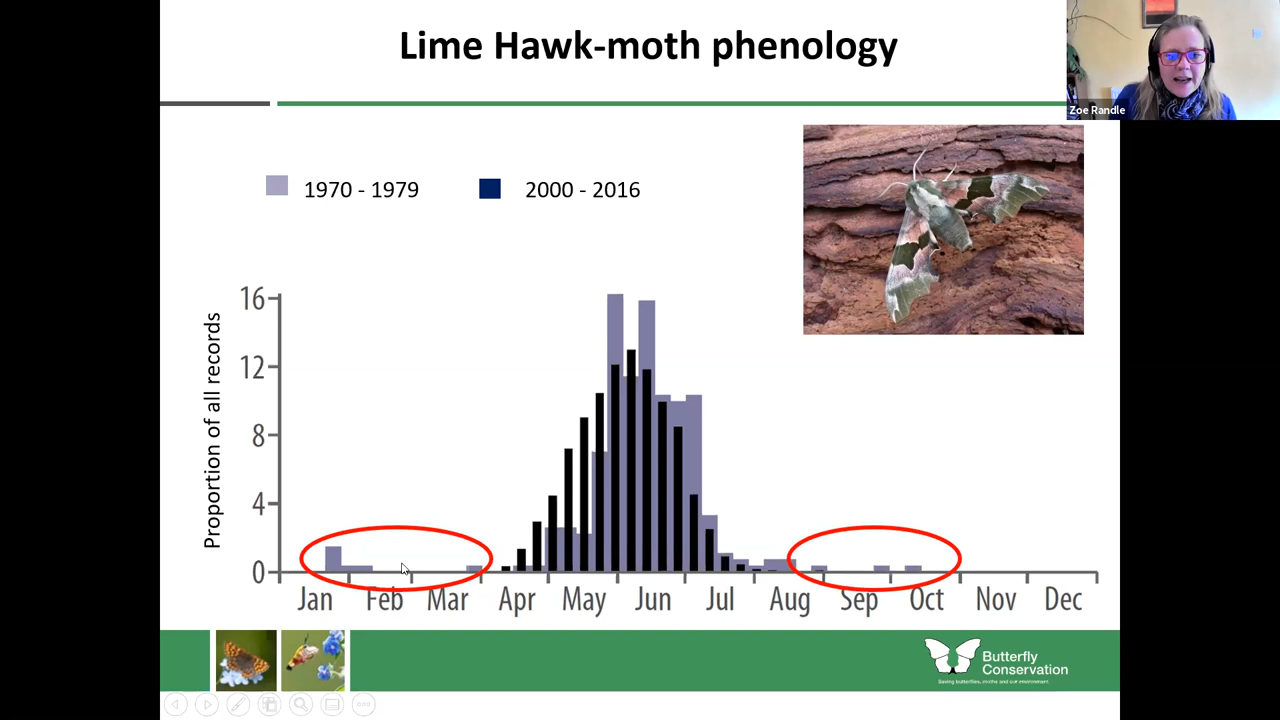 Lime Hawk-moth phenology
Zoe Randle
1970 - 1979
2000 - 2016
Proportion of all records
16
12
8
4
0
Jan Feb Mar Apr May Jun Jul Aug Sep Oct Nov Dec
Butterfly
Conservation
Saving butterflies, moths and our environment